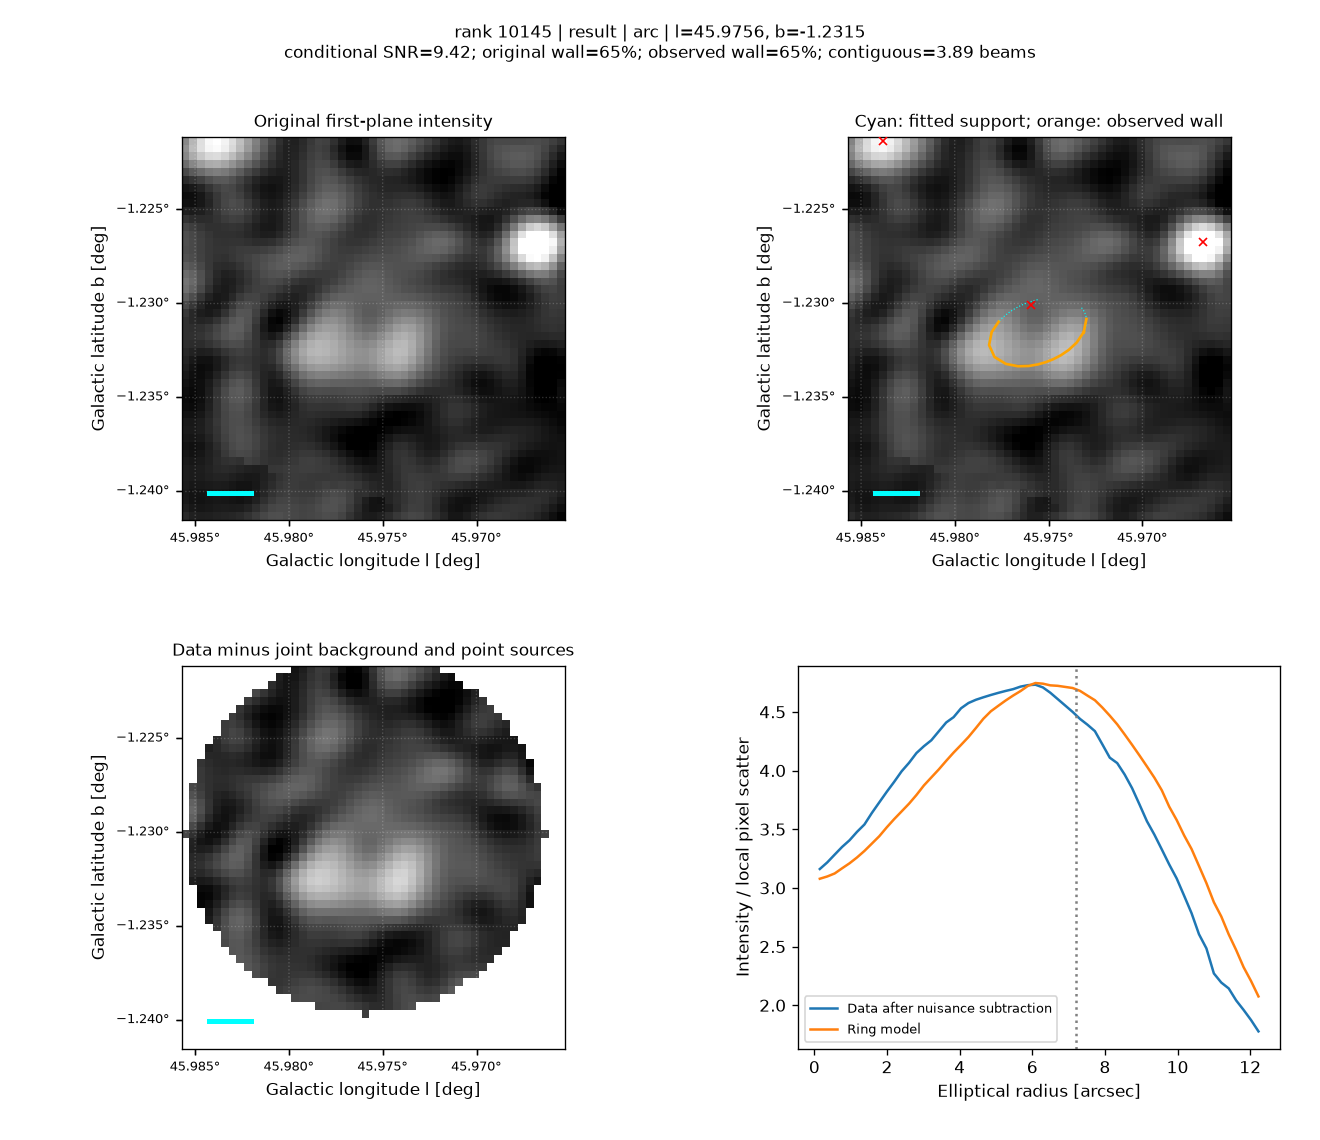 rank 10145 | result | arc | l=45.9756, b=-1.2315
conditional SNR=9.42; original wall=65%; observed wall=65%; contiguous=3.89 beams
Original first-plane intensity
Galactic latitude b [deg]
−1.225°
−1.230°
−1.235°
−1.240°
45.985° 45.980° 45.975° 45.970°
Galactic longitude l [deg]
Cyan: fitted support; orange: observed wall
Galactic latitude b [deg]
−1.225°
−1.230°
−1.235°
−1.240°
45.985° 45.980° 45.975° 45.970°
Galactic longitude l [deg]
Data minus joint background and point sources
Galactic latitude b [deg]
−1.225°
−1.230°
−1.235°
−1.240°
45.985° 45.980° 45.975° 45.970°
Galactic longitude l [deg]
Intensity / local pixel scatter
4.5
4.0
3.5
3.0
2.5
2.0
Data after nuisance subtraction
Ring model
0 2 4 6 8 10 12
Elliptical radius [arcsec]